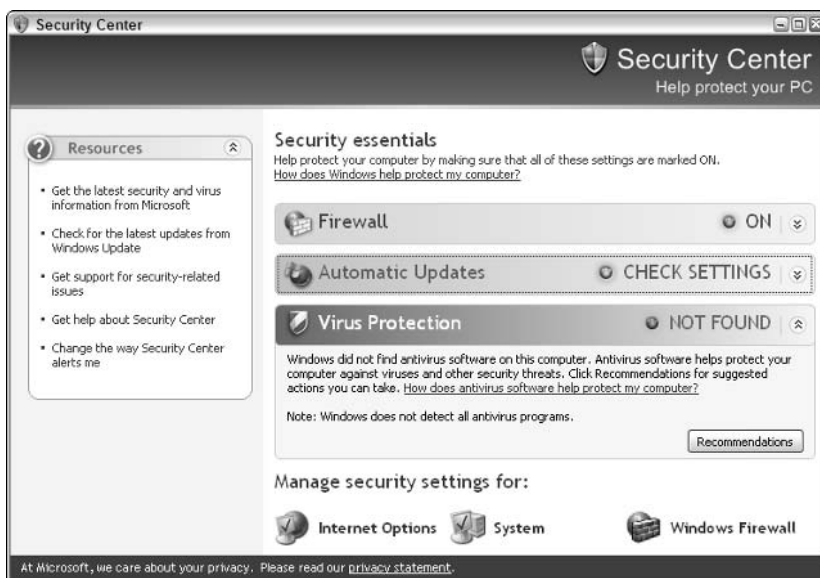 Security Center
Security Center
Help protect your PC
Resources
Get the latest security and virus
information from Microsoft
Check for the latest updates from
Windows Update
Get support for security-related
issues
Get help about Security Center
Change the way Security Center
alerts me
Security essentials
Help protect your computer by making sure that all of these settings are marked ON.
How does Windows help protect my computer?
Firewall ON
Automatic Updates CHECK SETTINGS
Virus Protection NOT FOUND
Windows did not find antivirus software on this computer. Antivirus software helps protect your
computer against viruses and other security threats. Click Recommendations for suggested
actions you can take. How does antivirus software help protect my computer?
Note: Windows does not detect all antivirus programs.
Recommendations
Manage security settings for:
Internet Options System Windows Firewall
At Microsoft, we care about your privacy. Please read our privacy statement.